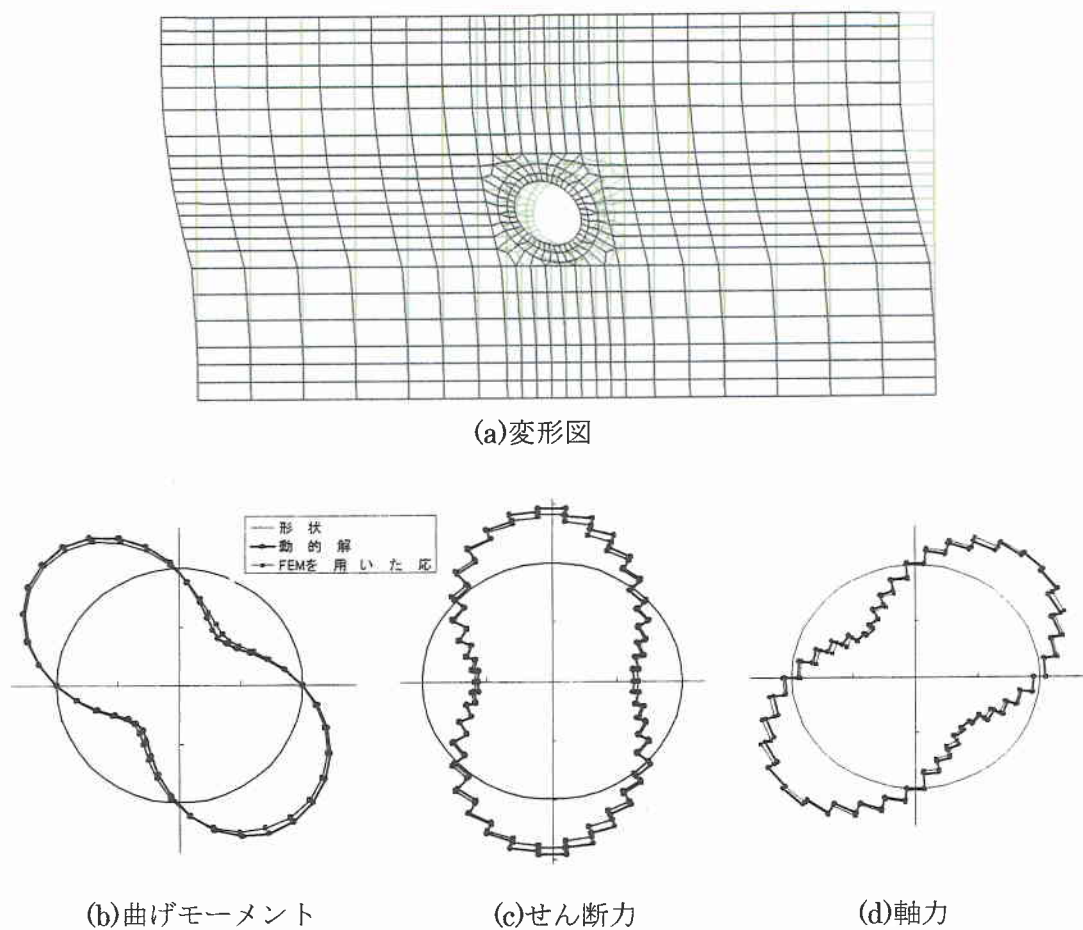 (a)変形図
形 状
動 的 解
FEMを 用 い た 応
(b)曲げモーメント
(c)せん断力
(d)軸力